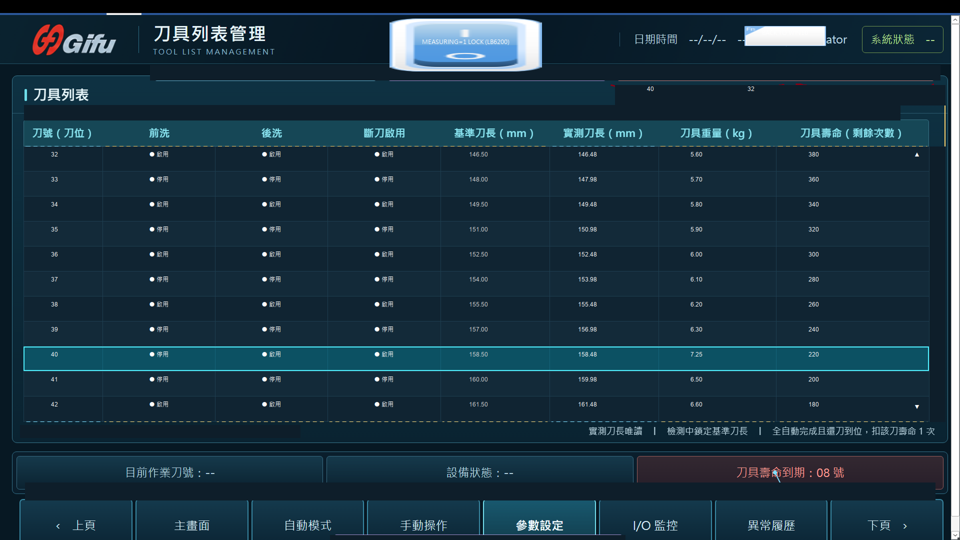 Gifu
刀具列表管理
TOOL LIST MANAGEMENT
MEASURING+1 LOCK (LB6200)
日期時間 --/--/-- --
ator
系統狀態 --
刀具列表
40 32
刀號（刀位） 前洗 後洗 斷刀啟用 基準刀長（mm） 實測刀長（mm） 刀具重量（kg） 刀具壽命（剩餘次數）
32 ● 啟用 ● 啟用 ● 啟用 146.50 146.48 5.60 380 ▲
33 ● 停用 ● 停用 ● 停用 148.00 147.98 5.70 360
34 ● 啟用 ● 啟用 ● 啟用 149.50 149.48 5.80 340
35 ● 停用 ● 停用 ● 停用 151.00 150.98 5.90 320
36 ● 啟用 ● 啟用 ● 啟用 152.50 152.48 6.00 300
37 ● 停用 ● 停用 ● 停用 154.00 153.98 6.10 280
38 ● 啟用 ● 啟用 ● 啟用 155.50 155.48 6.20 260
39 ● 停用 ● 停用 ● 停用 157.00 156.98 6.30 240
40 ● 停用 ● 啟用 ● 啟用 158.50 158.48 7.25 220
41 ● 停用 ● 停用 ● 停用 160.00 159.98 6.50 200
42 ● 啟用 ● 啟用 ● 啟用 161.50 161.48 6.60 180 ▼
實測刀長唯讀 | 檢測中鎖定基準刀長 | 全自動完成且還刀到位，扣該刀壽命 1 次
目前作業刀號：-- 設備狀態：-- 刀具壽命到期：08 號
‹ 上頁 主畫面 自動模式 手動操作 參數設定 I/O 監控 異常履歷 下頁 ›